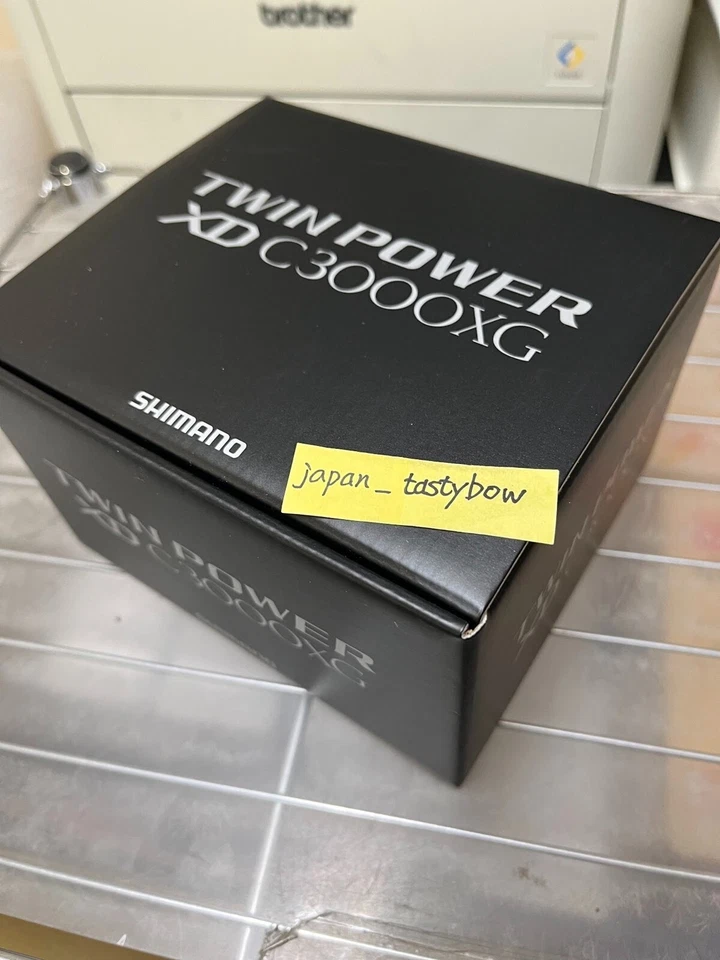 brother
TWIN POWER
XD C3000XG
SHIMANO
japan_tastybow
TWIN POWER
XD C3000XG